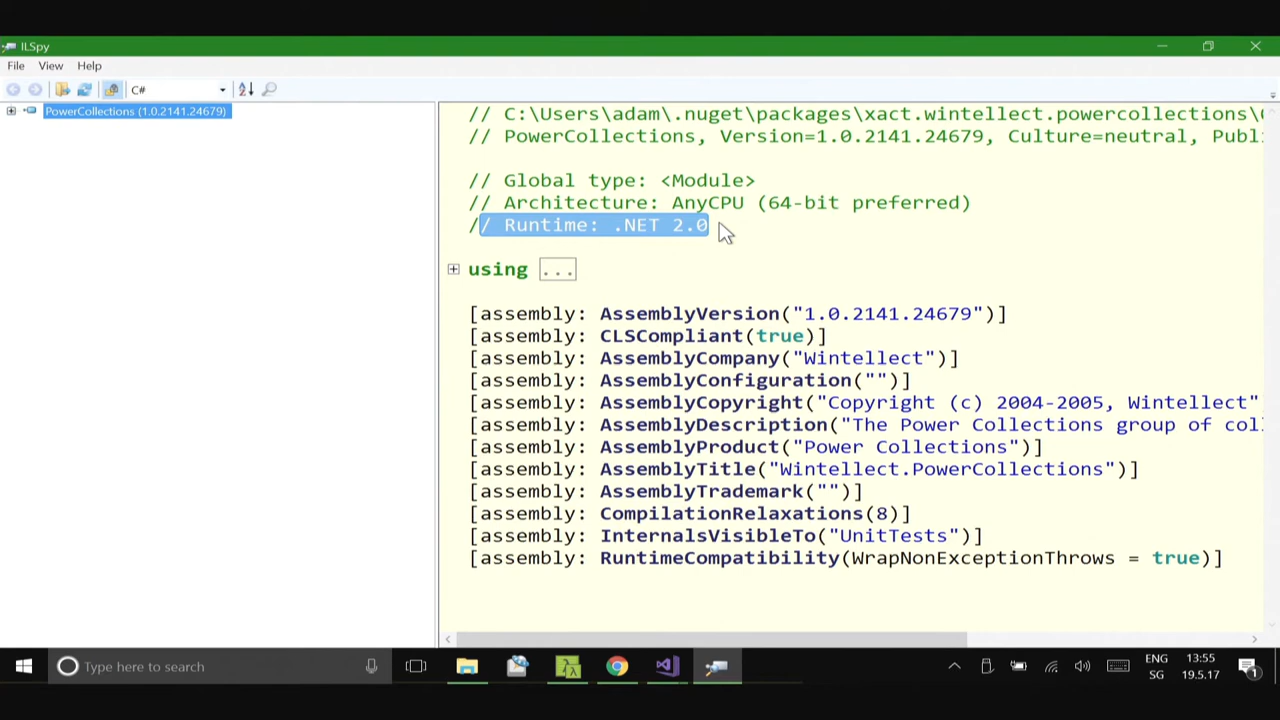 ILSpy
File View Help
C#
PowerCollections (1.0.2141.24679)
// C:\Users\adam\.nuget\packages\xact.wintellect.powercollections\
// PowerCollections, Version=1.0.2141.24679, Culture=neutral, Publi
// Global type: <Module>
// Architecture: AnyCPU (64-bit preferred)
// Runtime: .NET 2.0
using ...
[assembly: AssemblyVersion("1.0.2141.24679")]
[assembly: CLSCompliant(true)]
[assembly: AssemblyCompany("Wintellect")]
[assembly: AssemblyConfiguration("")]
[assembly: AssemblyCopyright("Copyright (c) 2004-2005, Wintellect"
[assembly: AssemblyDescription("The Power Collections group of col
[assembly: AssemblyProduct("Power Collections")]
[assembly: AssemblyTitle("Wintellect.PowerCollections")]
[assembly: AssemblyTrademark("")]
[assembly: CompilationRelaxations(8)]
[assembly: InternalsVisibleTo("UnitTests")]
[assembly: RuntimeCompatibility(WrapNonExceptionThrows = true)]
Type here to search
ENG 13:55
SG 19.5.17
1